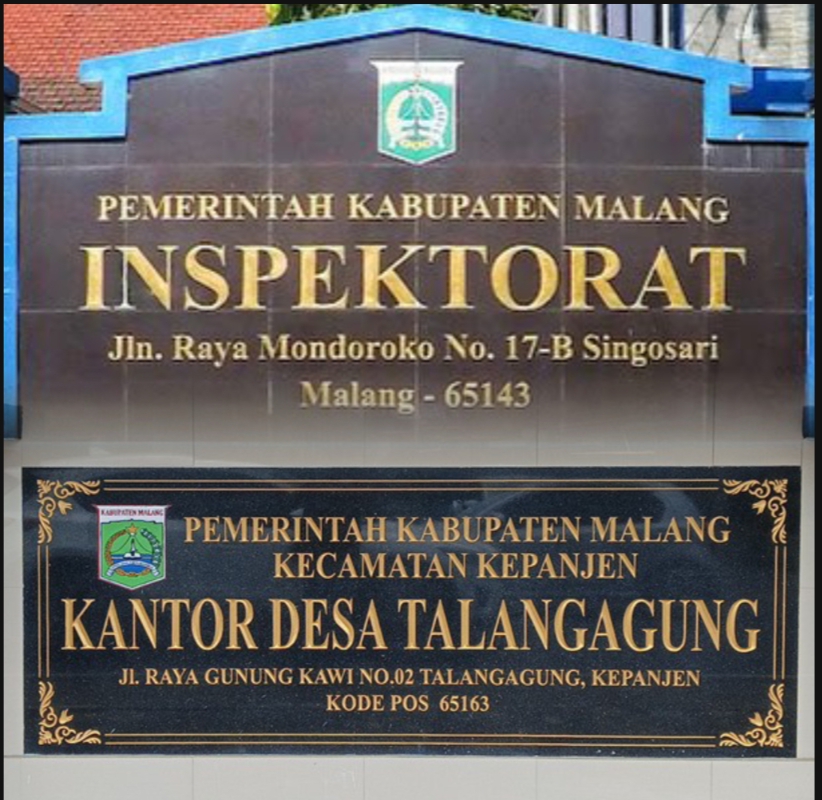 PEMERINTAH KABUPATEN MALANG
INSPEKTORAT
Jln. Raya Mondoroko No. 17-B Singosari
Malang - 65143
KABUPATEN MALANG
PEMERINTAH KABUPATEN MALANG
KECAMATAN KEPANJEN
KANTOR DESA TALANGAGUNG
Jl. RAYA GUNUNG KAWI NO.02 TALANGAGUNG, KEPANJEN
KODE POS 65163